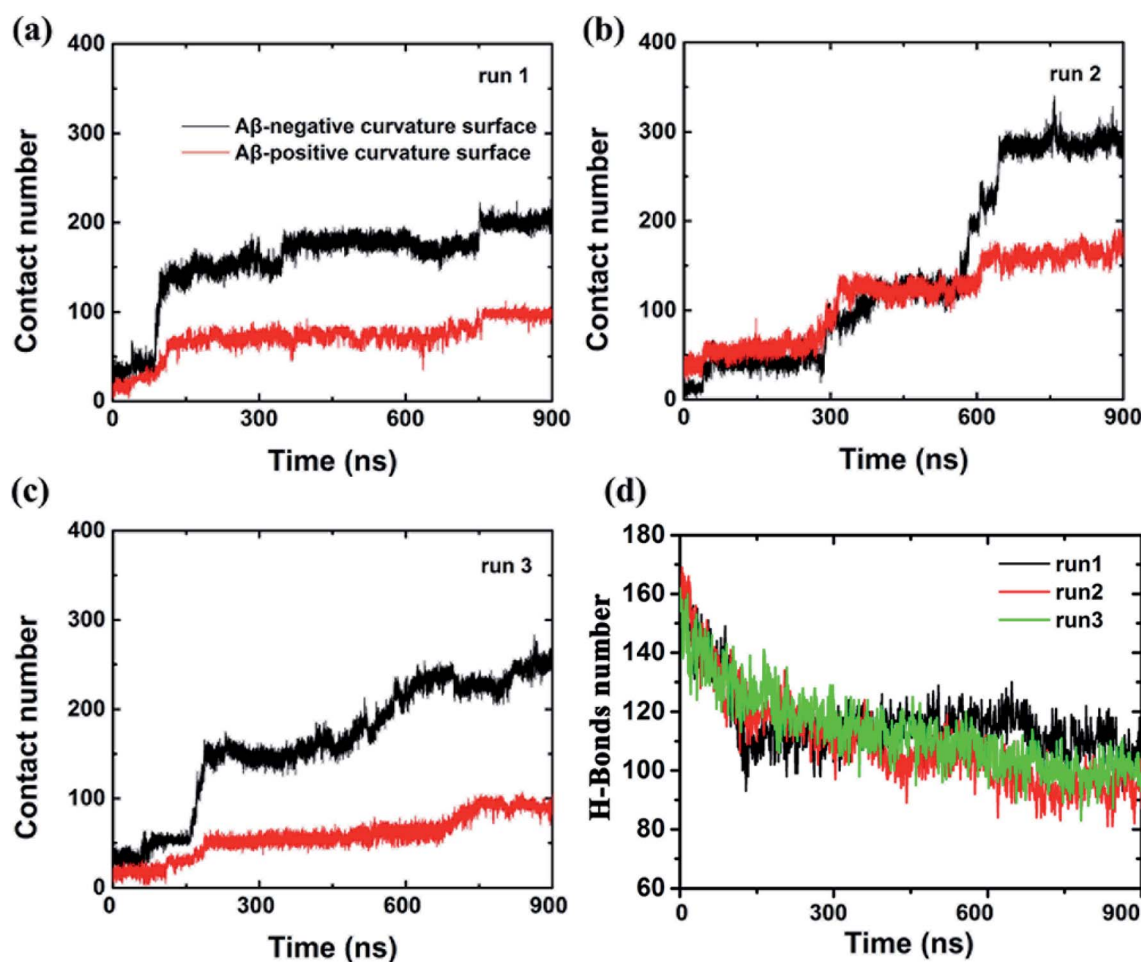 (a)
400
300
200
100
0
0 300 600 900
Contact number
Time (ns)
run 1
Aβ-negative curvature surface
Aβ-positive curvature surface
(b)
400
300
200
100
0
0 300 600 900
Contact number
Time (ns)
run 2
(c)
400
300
200
100
0
0 300 600 900
Contact number
Time (ns)
run 3
(d)
180
160
140
120
100
80
60
0 300 600 900
H-Bonds number
Time (ns)
run1
run2
run3